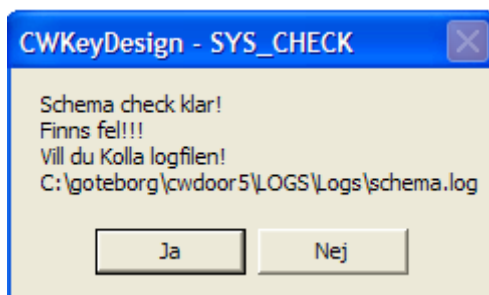 CWKeyDesign - SYS_CHECK
Schema check klar!
Finns fel!!!
Vill du Kolla logfilen!
C:\goteborg\cwdoor5\LOGS\Logs\schema.log
Ja
Nej